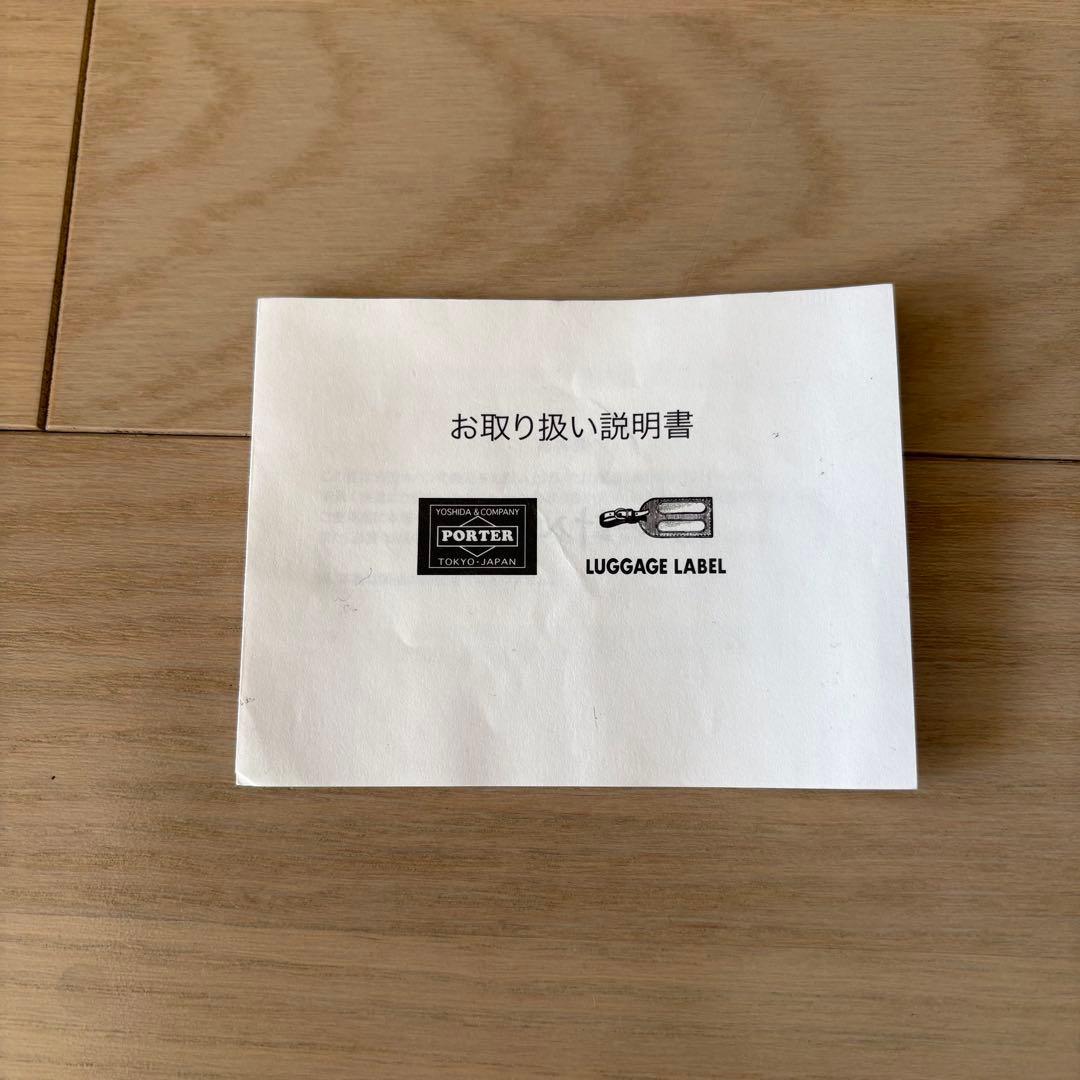 お取り扱い説明書
YOSHIDA & COMPANY
PORTER
TOKYO・JAPAN
LUGGAGE LABEL